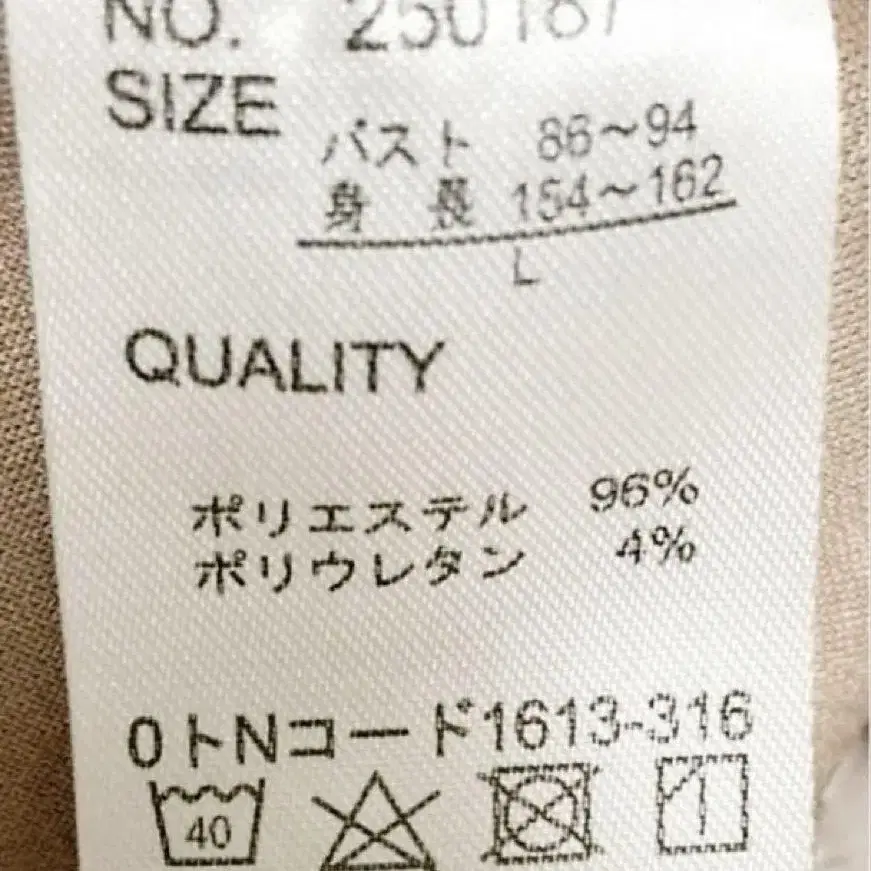 NO. 250187
SIZE
バスト 86～94
身長 154～162
L
QUALITY
ポリエステル 96%
ポリウレタン 4%
0トNコード1613-316
40